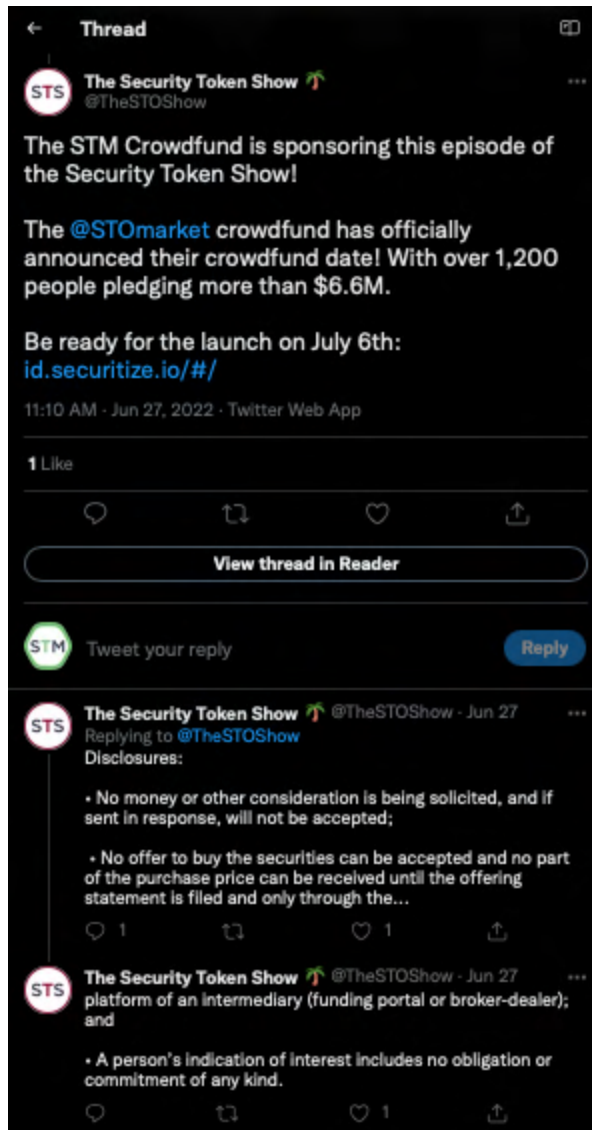 Thread
STS
The Security Token Show 🌴
@TheSTOShow
The STM Crowdfund is sponsoring this episode of
the Security Token Show!
The @STOmarket crowdfund has officially
announced their crowdfund date! With over 1,200
people pledging more than $6.6M.
Be ready for the launch on July 6th:
id.securitize.io/#/
11:10 AM · Jun 27, 2022 · Twitter Web App
1 Like
View thread in Reader
STM
Tweet your reply
Reply
STS
The Security Token Show 🌴 @TheSTOShow · Jun 27
Replying to @TheSTOShow
Disclosures:
• No money or other consideration is being solicited, and if
sent in response, will not be accepted;
• No offer to buy the securities can be accepted and no part
of the purchase price can be received until the offering
statement is filed and only through the...
1 1
STS
The Security Token Show 🌴 @TheSTOShow · Jun 27
platform of an intermediary (funding portal or broker-dealer);
and
• A person's indication of interest includes no obligation or
commitment of any kind.
1